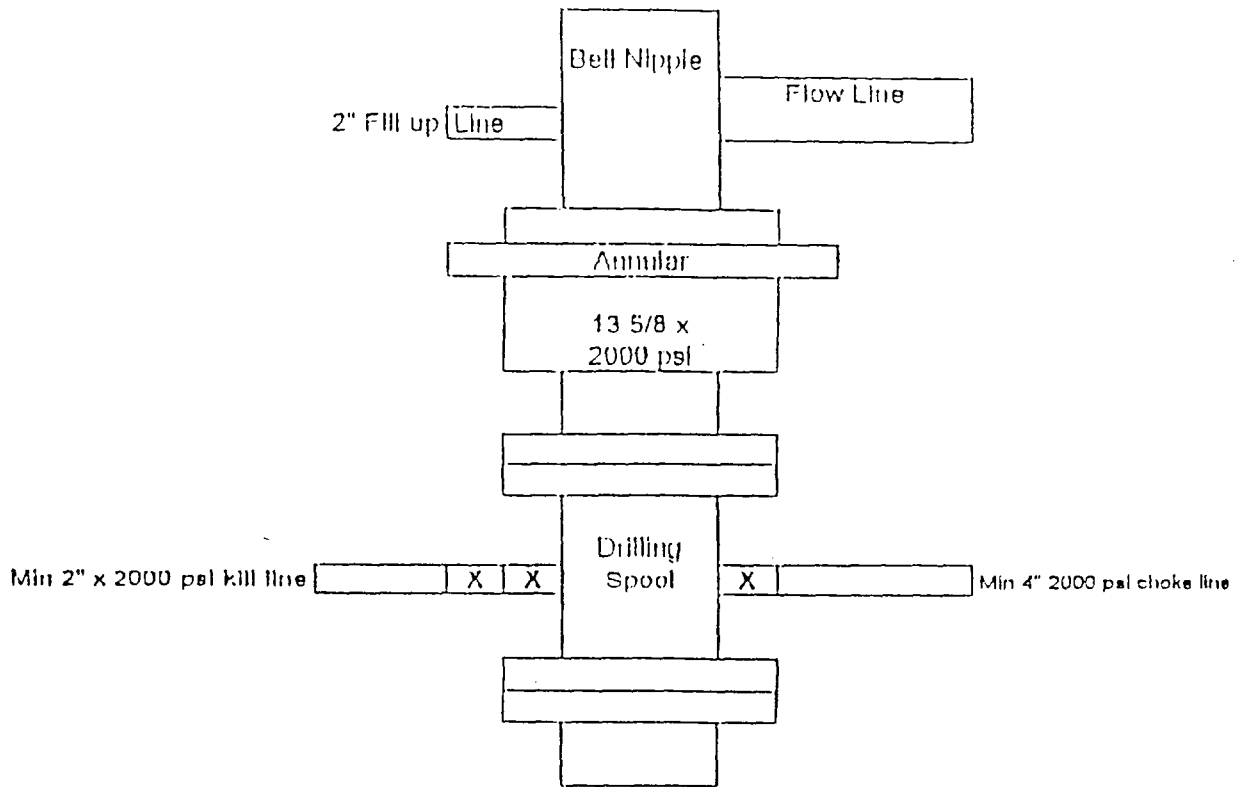 Bell Nipple
Flow Line
2" Fill up Line
Annular
13 5/8 x
2000 psi
Drilling
Spool
Min 2" x 2000 psi kill line
X X
X
Min 4" 2000 psi choke line